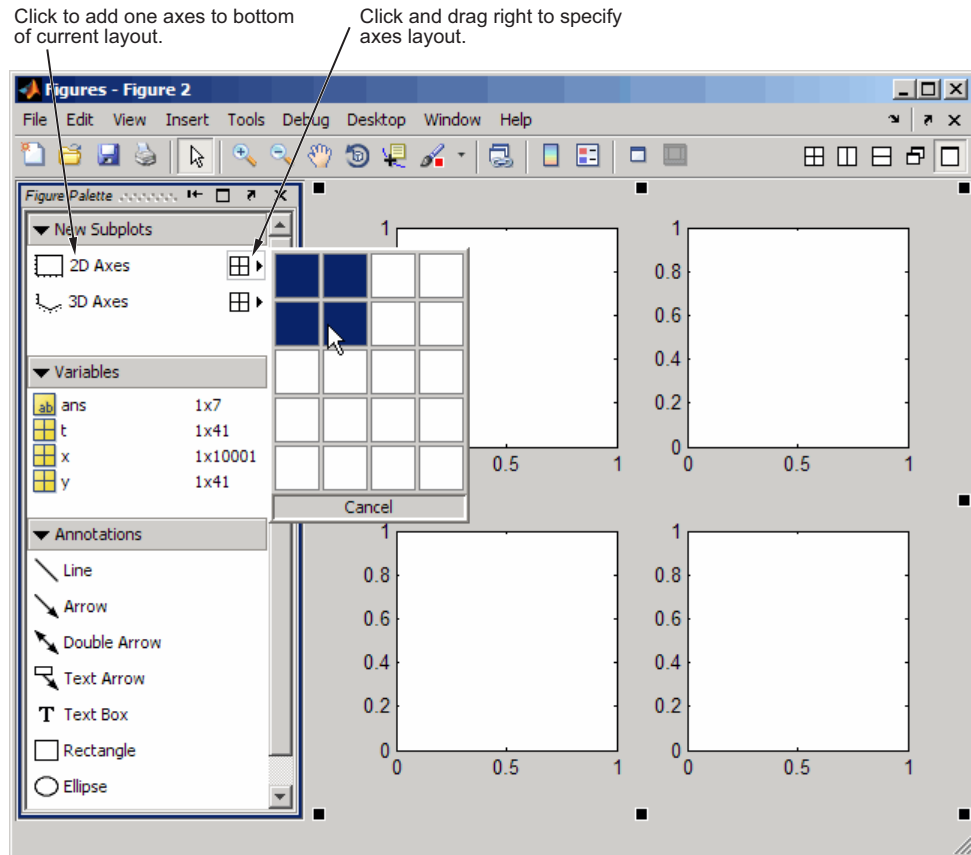 Click to add one axes to bottom
of current layout.
Click and drag right to specify
axes layout.
Figures - Figure 2
File Edit View Insert Tools Debug Desktop Window Help
Figure Palette
New Subplots
2D Axes
3D Axes
Variables
ab ans 1x7
t 1x41
x 1x10001
y 1x41
Cancel
Annotations
Line
Arrow
Double Arrow
Text Arrow
T Text Box
Rectangle
Ellipse
1
0.5 1
1
0.8
0.6
0.4
0.2
0
0 0.5 1
1
0.8
0.6
0.4
0.2
0
0 0.5 1
1
0.8
0.6
0.4
0.2
0
0 0.5 1